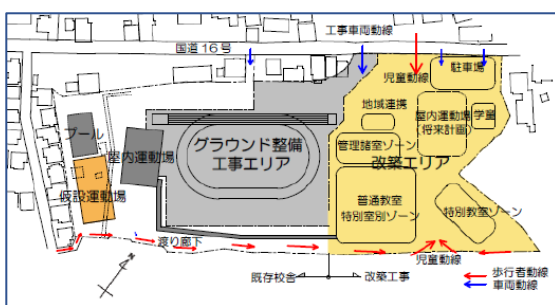 工事車両動線
国道16号
児童動線
駐車場
地域連携
屋内運動場
(将来計画)
学童
プール
屋内運動場
グラウンド整備
工事エリア
管理諸室ゾーン
改築エリア
仮設運動場
普通教室
特別室別ゾーン
特別教室ゾーン
渡り廊下
児童動線
既存校舎
改築工事
歩行者動線
車両動線